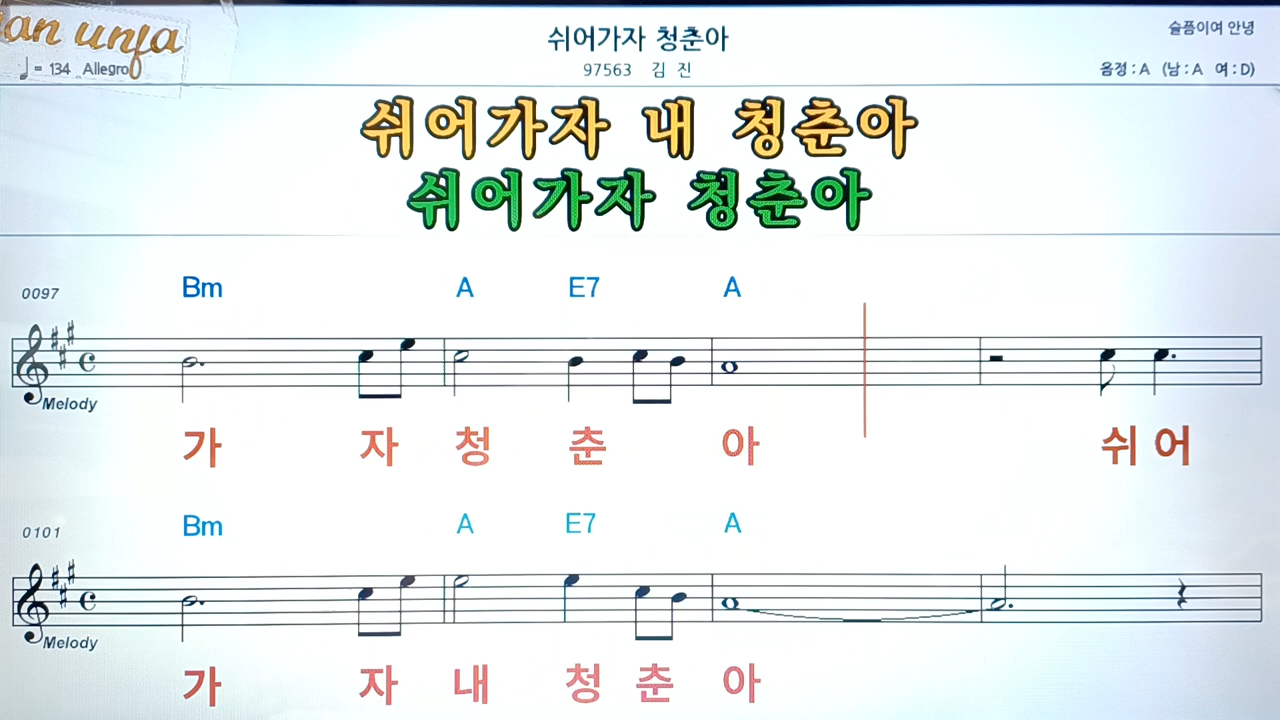 an unfa
쉬어가자 청춘아
슬픔이여 안녕
♩= 134 Allegro
97563 김 진
음정 : A (남 : A 여 : D)
쉬어가자 내 청춘아
쉬어가자 청춘아
0097 Bm A E7 A
Melody
가 자 청 춘 아 쉬 어
0101 Bm A E7 A
Melody
가 자 내 청 춘 아